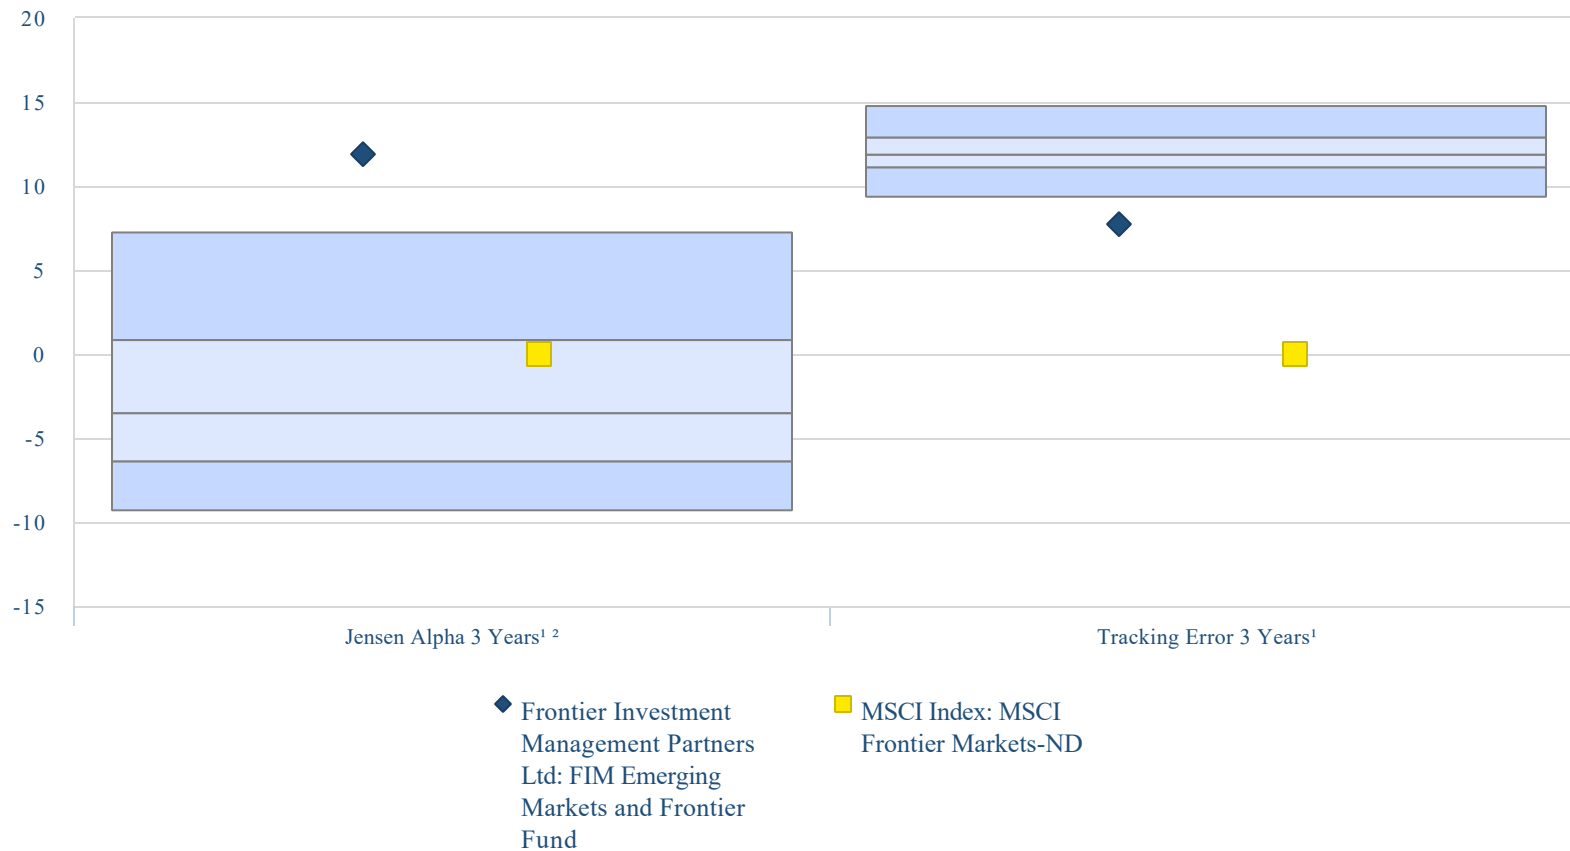 20
15
10
5
0
-5
-10
-15
Jensen Alpha 3 Years¹ ²
Tracking Error 3 Years¹
Frontier Investment
Management Partners
Ltd: FIM Emerging
Markets and Frontier
Fund
MSCI Index: MSCI
Frontier Markets-ND